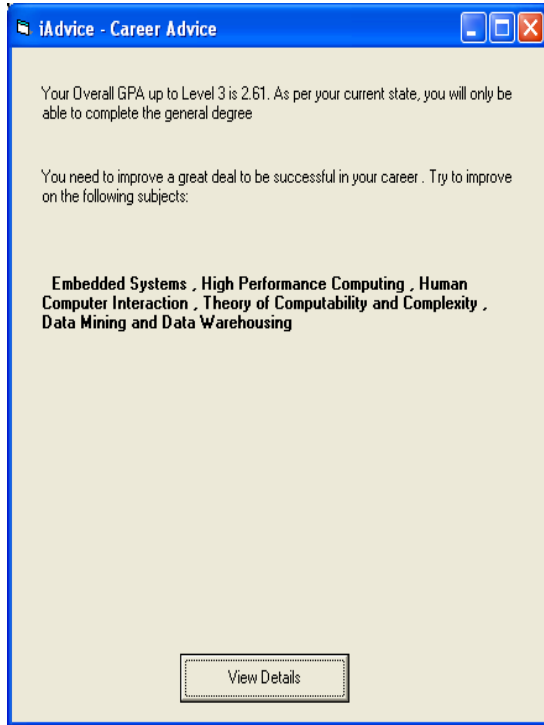 iAdvice - Career Advice
Your Overall GPA up to Level 3 is 2.61. As per your current state, you will only be
able to complete the general degree
You need to improve a great deal to be successful in your career . Try to improve
on the following subjects:
Embedded Systems , High Performance Computing , Human
Computer Interaction , Theory of Computability and Complexity ,
Data Mining and Data Warehousing
View Details